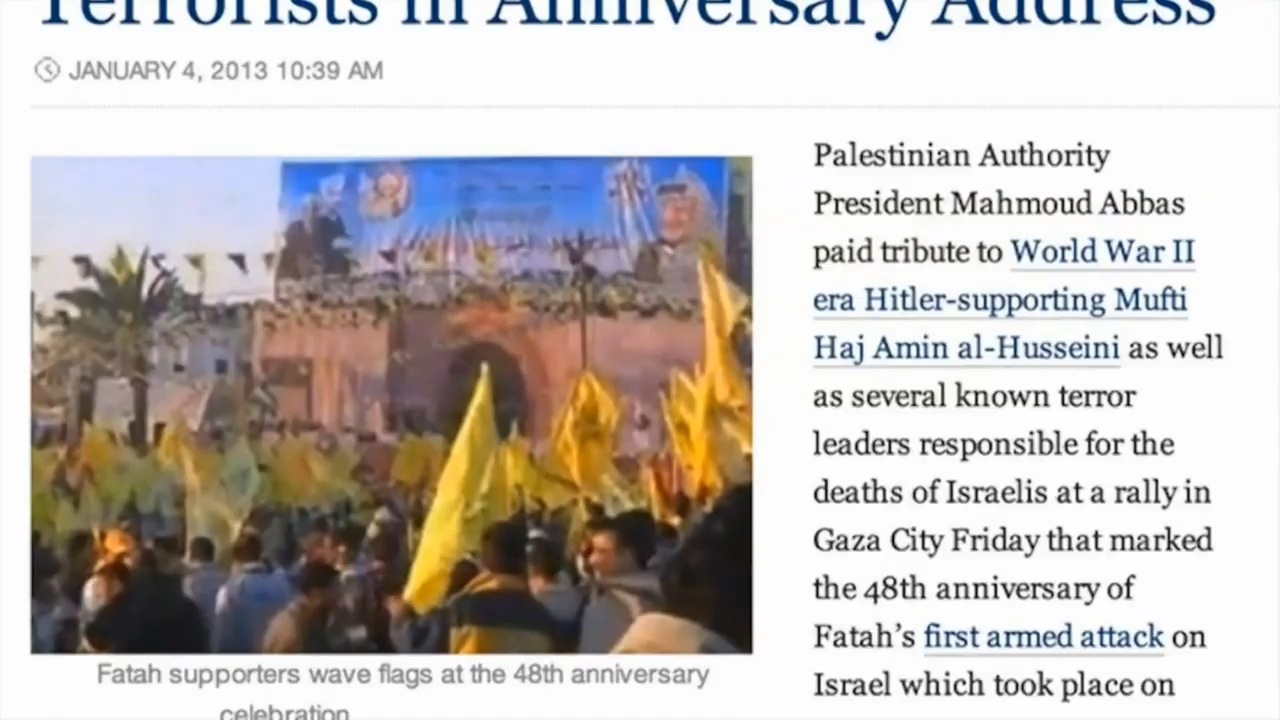 Terrorists in Anniversary Address
JANUARY 4, 2013 10:39 AM
Palestinian Authority
President Mahmoud Abbas
paid tribute to World War II
era Hitler-supporting Mufti
Haj Amin al-Husseini as well
as several known terror
leaders responsible for the
deaths of Israelis at a rally in
Gaza City Friday that marked
the 48th anniversary of
Fatah’s first armed attack on
Israel which took place on
Fatah supporters wave flags at the 48th anniversary
celebration